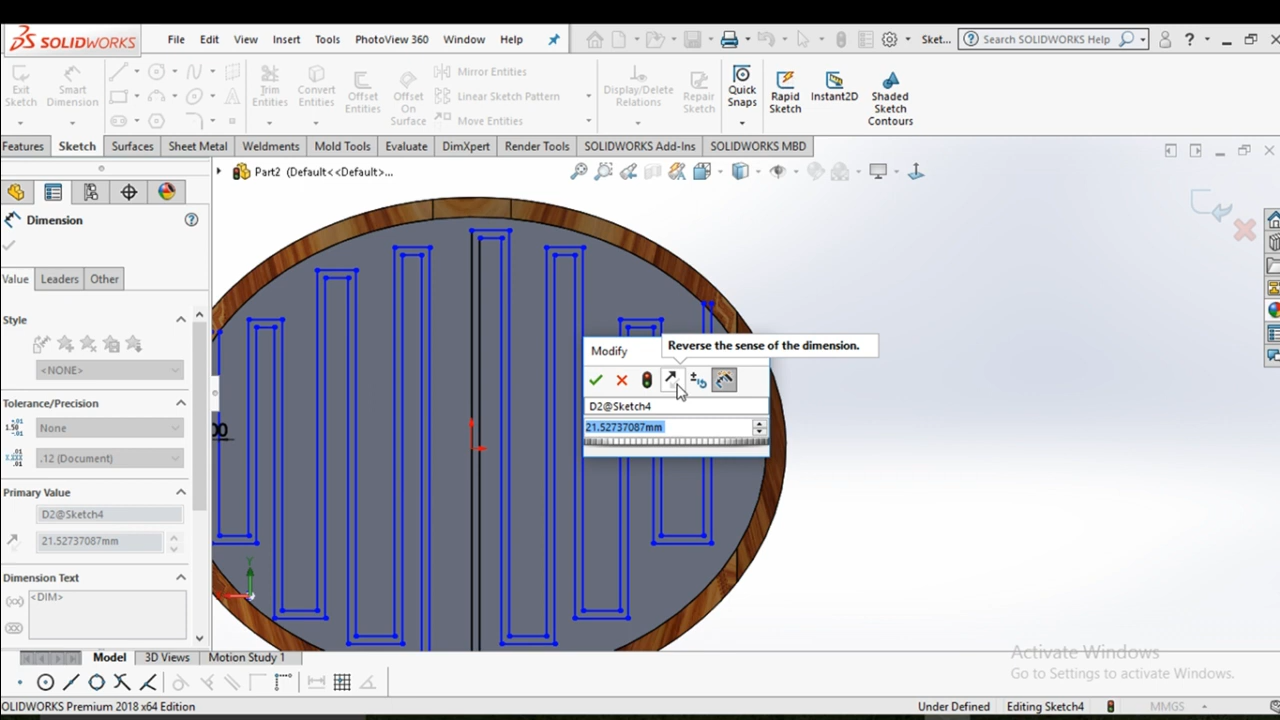 SOLIDWORKS
File Edit View Insert Tools PhotoView 360 Window Help
Sket...
Search SOLIDWORKS Help
?
Exit Sketch
Smart Dimension
Trim Entities
Convert Entities
Offset Entities
Offset On Surface
Mirror Entities
Linear Sketch Pattern
Move Entities
Display/Delete Relations
Repair Sketch
Quick Snaps
Rapid Sketch
Instant2D
Shaded Sketch Contours
Features Sketch Surfaces Sheet Metal Weldments Mold Tools Evaluate DimXpert Render Tools SOLIDWORKS Add-Ins SOLIDWORKS MBD
Part2 (Default<<Default>...
Dimension
Value Leaders Other
Style
<NONE>
Tolerance/Precision
None
.12 (Document)
Primary Value
D2@Sketch4
21.52737087mm
Dimension Text
<DIM>
Modify
Reverse the sense of the dimension.
D2@Sketch4
21.52737087mm
Y
Activate Windows
Go to Settings to activate Windows.
Model 3D Views Motion Study 1
OLIDWORKS Premium 2018 x64 Edition
Under Defined Editing Sketch4 MMGS